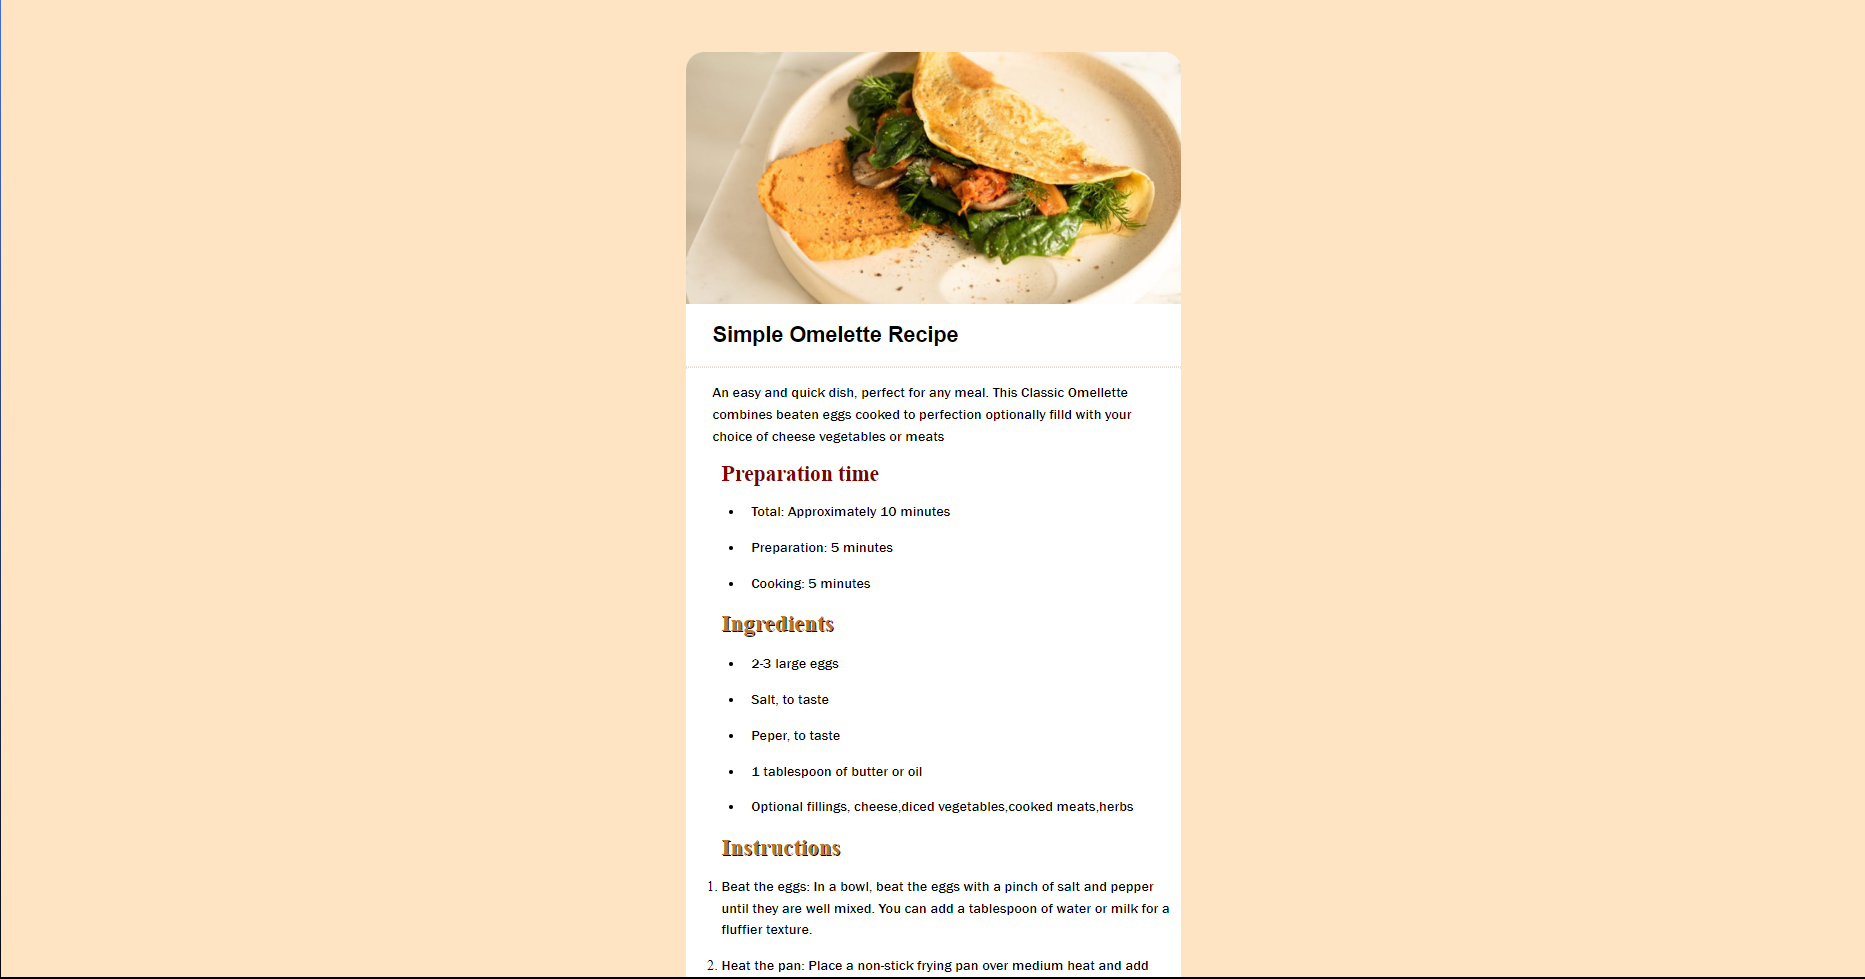 Simple Omelette Recipe
An easy and quick dish, perfect for any meal. This Classic Omellette
combines beaten eggs cooked to perfection optionally filld with your
choice of cheese vegetables or meats
Preparation time
• Total: Approximately 10 minutes
• Preparation: 5 minutes
• Cooking: 5 minutes
Ingredients
• 2-3 large eggs
• Salt, to taste
• Peper, to taste
• 1 tablespoon of butter or oil
• Optional fillings, cheese,diced vegetables,cooked meats,herbs
Instructions
1. Beat the eggs: In a bowl, beat the eggs with a pinch of salt and pepper
until they are well mixed. You can add a tablespoon of water or milk for a
fluffier texture.
2. Heat the pan: Place a non-stick frying pan over medium heat and add